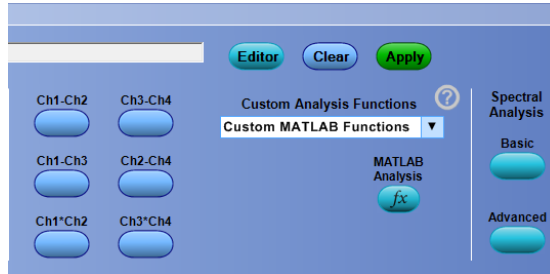 Editor
Clear
Apply
Ch1-Ch2
Ch3-Ch4
Ch1-Ch3
Ch2-Ch4
Ch1*Ch2
Ch3*Ch4
Custom Analysis Functions
?
Custom MATLAB Functions
MATLAB
Analysis
fx
Spectral
Analysis
Basic
Advanced